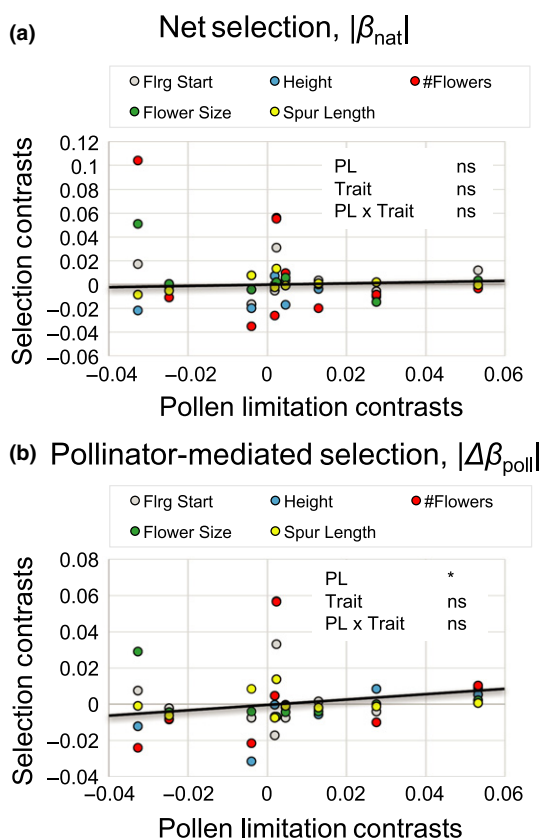 (a) Net selection, |βnat|
Flrg Start Height #Flowers
Flower Size Spur Length
0.12
0.1
0.08
0.06
0.04
0.02
0
−0.02
−0.04
−0.06
Selection contrasts
PL ns
Trait ns
PL x Trait ns
−0.04 −0.02 0 0.02 0.04 0.06
Pollen limitation contrasts
(b) Pollinator-mediated selection, |Δβpoll|
Flrg Start Height #Flowers
Flower Size Spur Length
0.08
0.06
0.04
0.02
0
−0.02
−0.04
Selection contrasts
PL *
Trait ns
PL x Trait ns
−0.04 −0.02 0 0.02 0.04 0.06
Pollen limitation contrasts